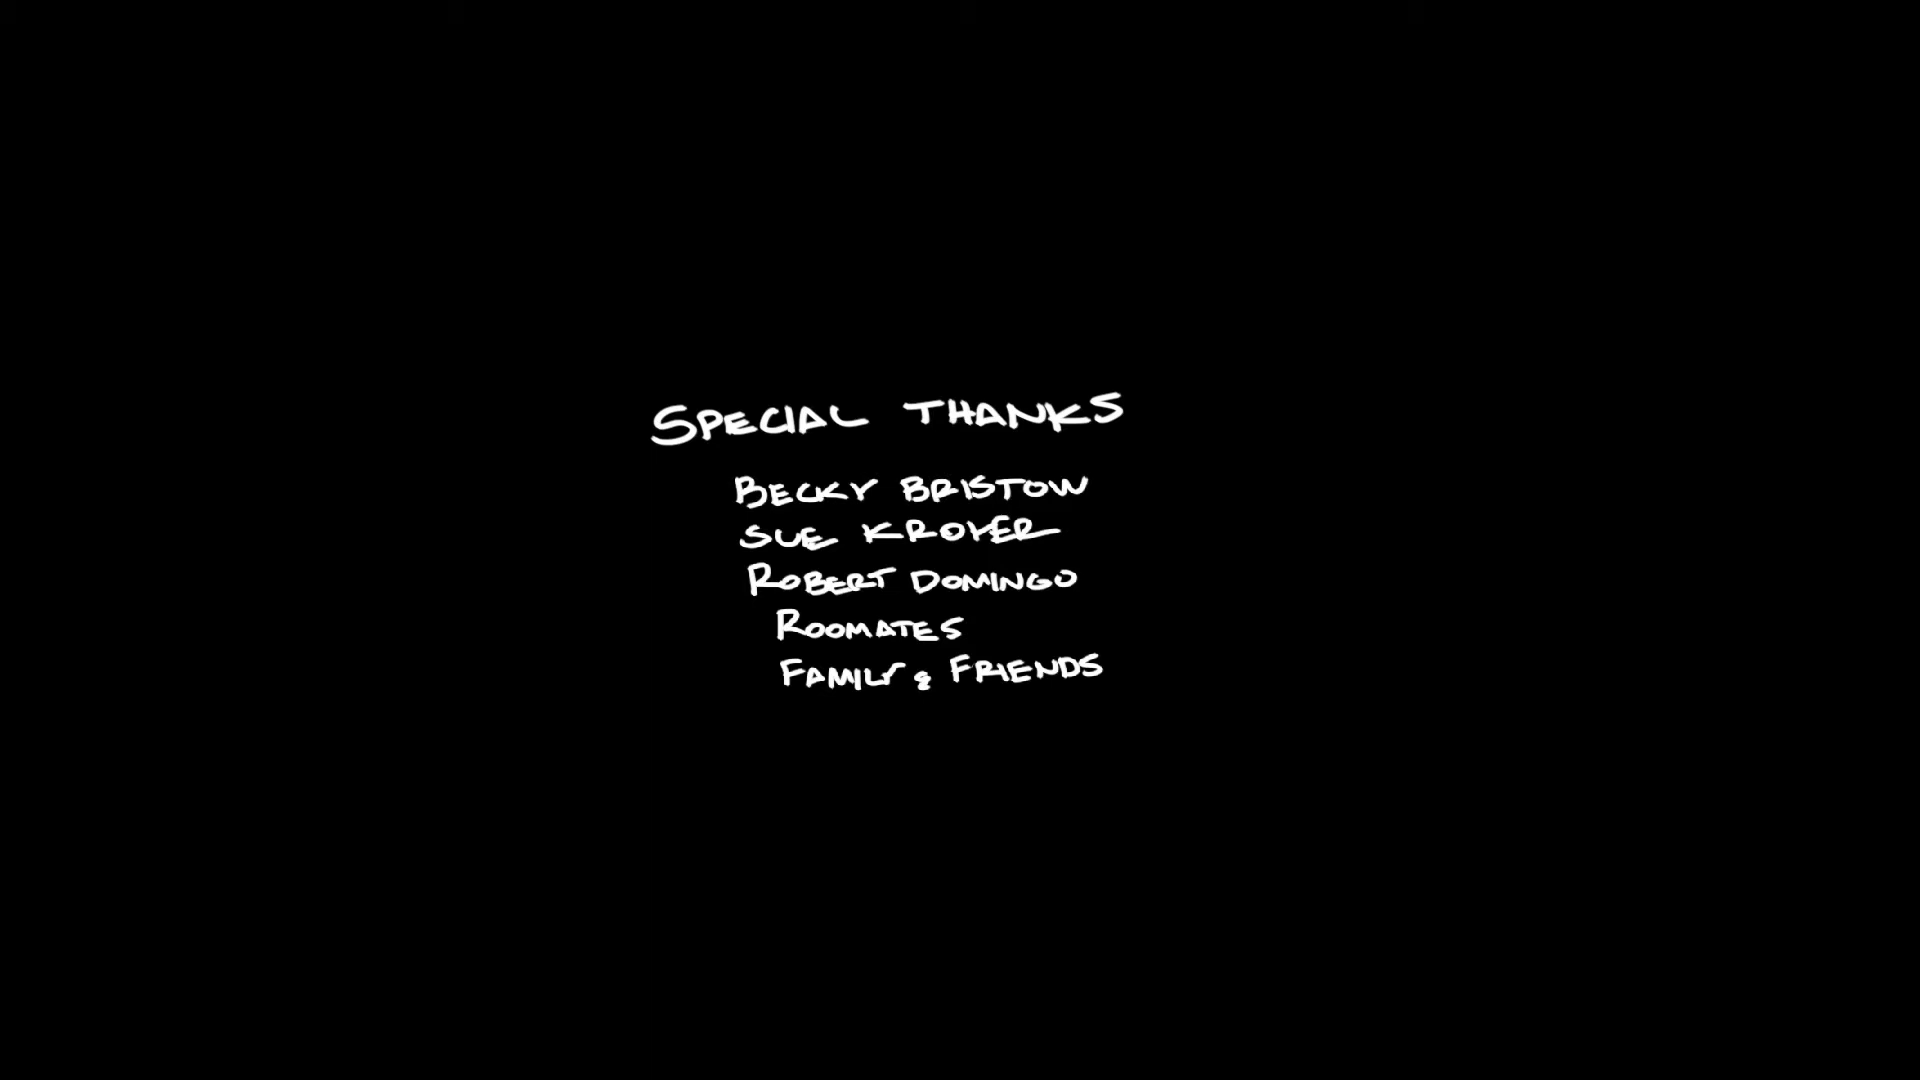 SPECIAL THANKS
BECKY BRISTOW
SUE KROYER
ROBERT DOMINGO
ROOMATES
FAMILY & FRIENDS